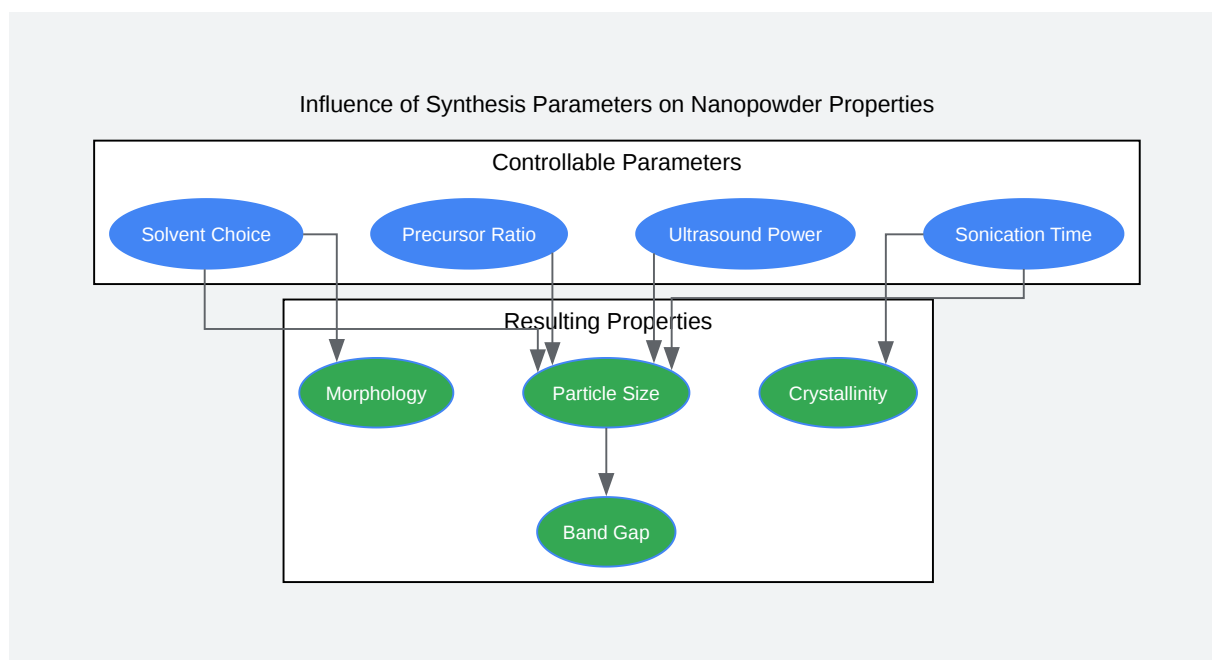 Influence of Synthesis Parameters on Nanopowder Properties
Controllable Parameters
Solvent Choice
Precursor Ratio
Ultrasound Power
Sonication Time
Resulting Properties
Morphology
Particle Size
Crystallinity
Band Gap